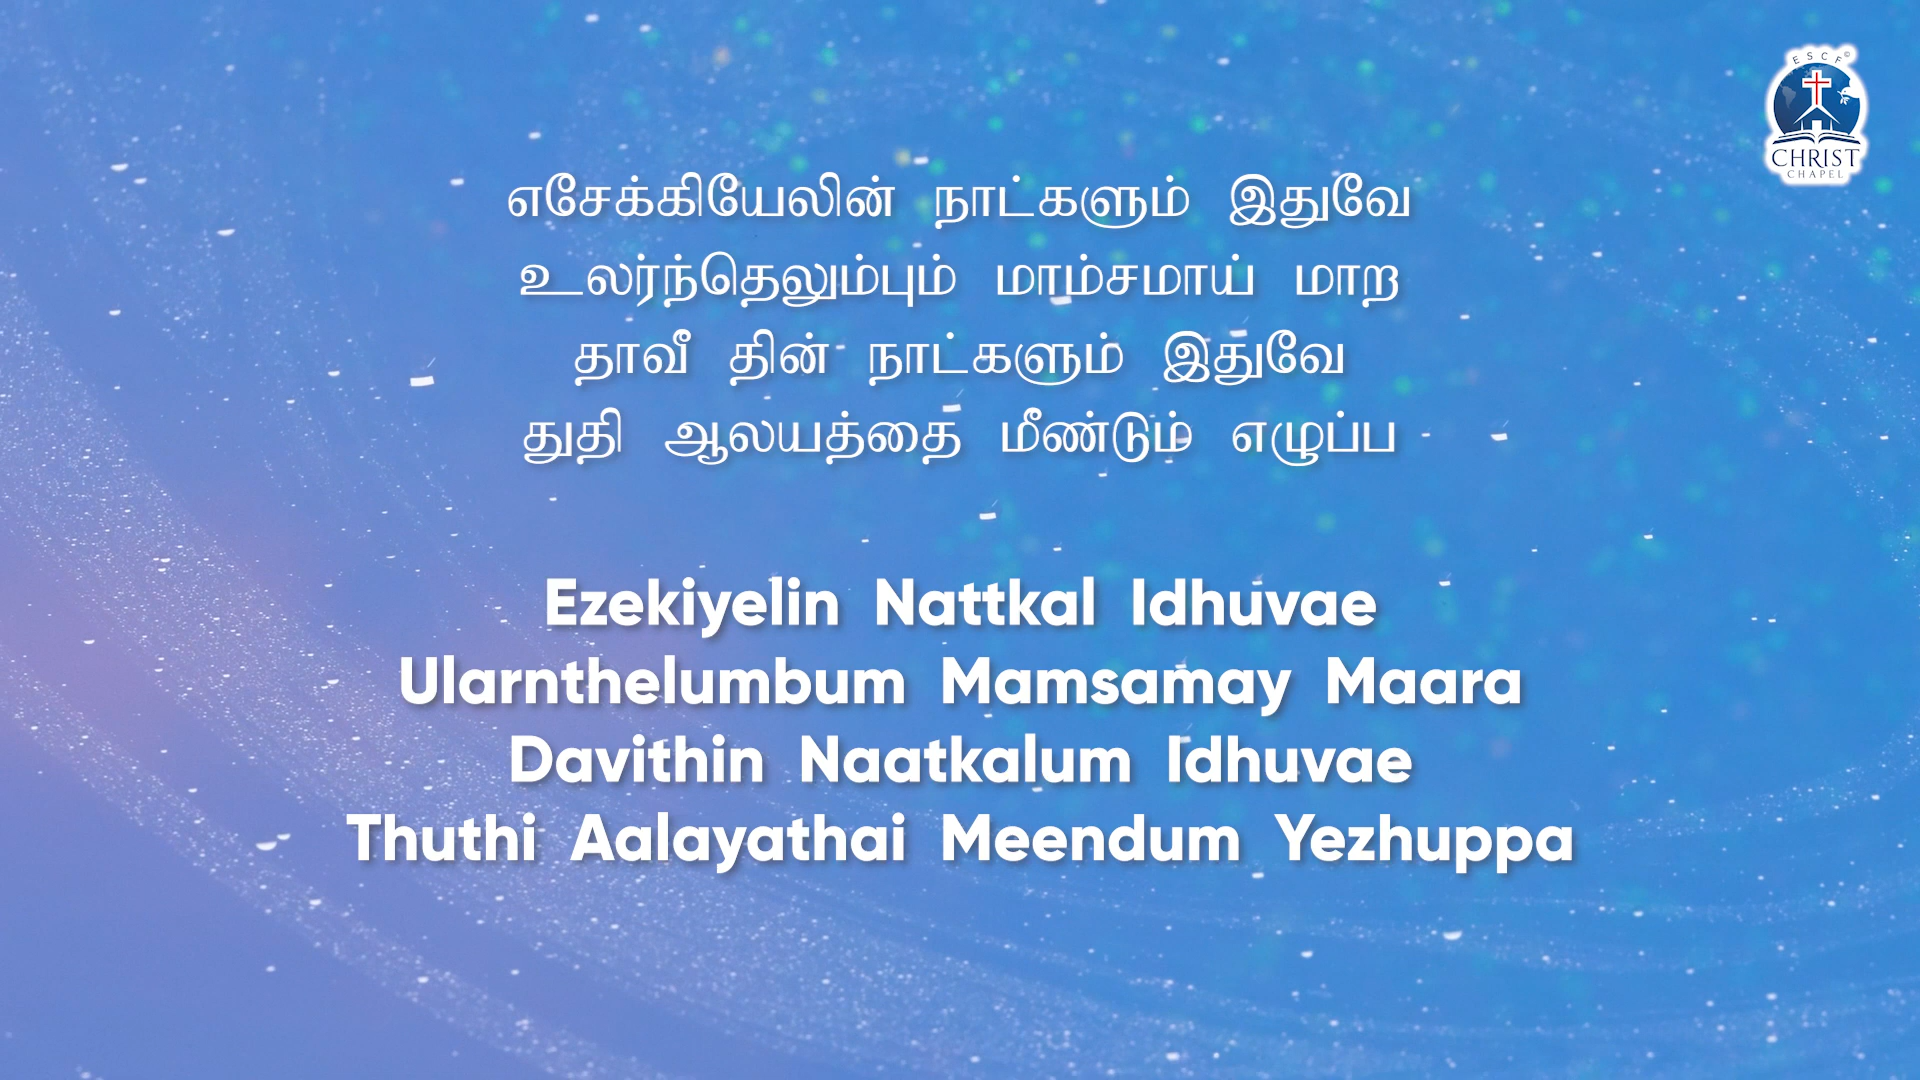 ESCF©
CHRIST
CHAPEL
எசேக்கியேலின் நாட்களும் இதுவே
உலர்ந்தெலும்பும் மாம்சமாய் மாற
தாவீ தின் நாட்களும் இதுவே
துதி ஆலயத்தை மீண்டும் எழுப்ப
Ezekiyelin Nattkal Idhuvae
Ularnthelumbum Mamsamay Maara
Davithin Naatkalum Idhuvae
Thuthi Aalayathai Meendum Yezhuppa